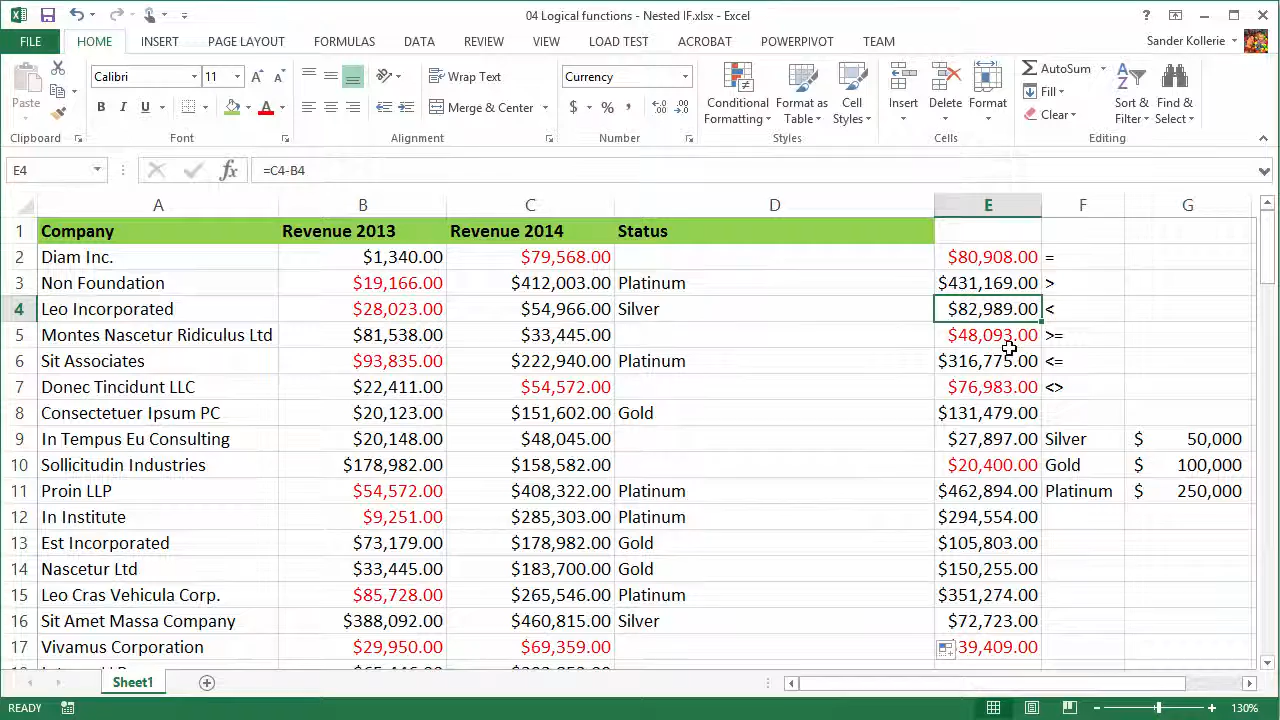 04 Logical functions - Nested IF.xlsx - Excel
FILE HOME INSERT PAGE LAYOUT FORMULAS DATA REVIEW VIEW LOAD TEST ACROBAT POWERPIVOT TEAM Sander Kollerie
Paste
Calibri 11
Wrap Text
Merge & Center
Currency
$ % ,
Conditional Formatting
Format as Table
Cell Styles
Insert
Delete
Format
AutoSum
Fill
Clear
Sort & Filter
Find & Select
Clipboard Font Alignment Number Styles Cells Editing
E4 fx =C4-B4
A B C D E F G
1 Company Revenue 2013 Revenue 2014 Status
2 Diam Inc. $1,340.00 $79,568.00 $80,908.00 =
3 Non Foundation $19,166.00 $412,003.00 Platinum $431,169.00 >
4 Leo Incorporated $28,023.00 $54,966.00 Silver $82,989.00 <
5 Montes Nascetur Ridiculus Ltd $81,538.00 $33,445.00 $48,093.00 >=
6 Sit Associates $93,835.00 $222,940.00 Platinum $316,775.00 <=
7 Donec Tincidunt LLC $22,411.00 $54,572.00 $76,983.00 <>
8 Consectetuer Ipsum PC $20,123.00 $151,602.00 Gold $131,479.00
9 In Tempus Eu Consulting $20,148.00 $48,045.00 $27,897.00 Silver $ 50,000
10 Sollicitudin Industries $178,982.00 $158,582.00 $20,400.00 Gold $ 100,000
11 Proin LLP $54,572.00 $408,322.00 Platinum $462,894.00 Platinum $ 250,000
12 In Institute $9,251.00 $285,303.00 Platinum $294,554.00
13 Est Incorporated $73,179.00 $178,982.00 Gold $105,803.00
14 Nascetur Ltd $33,445.00 $183,700.00 Gold $150,255.00
15 Leo Cras Vehicula Corp. $85,728.00 $265,546.00 Platinum $351,274.00
16 Sit Amet Massa Company $388,092.00 $460,815.00 Silver $72,723.00
17 Vivamus Corporation $29,950.00 $69,359.00 39,409.00
Sheet1
READY 130%